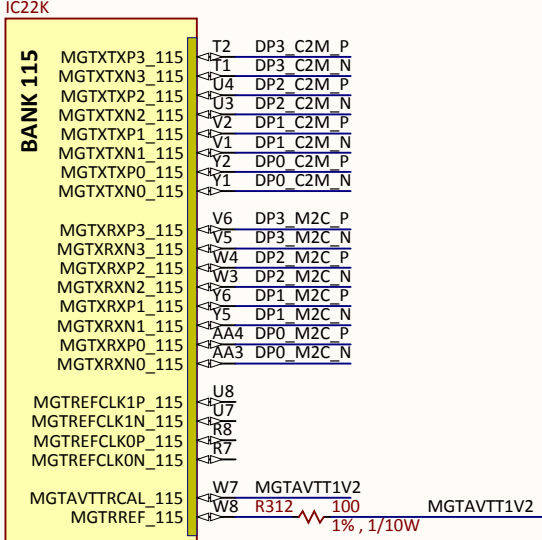 IC22K
BANK 115
MGTXTXP3_115 T2 DP3_C2M_P
MGTXTXN3_115 T1 DP3_C2M_N
MGTXTXP2_115 U4 DP2_C2M_P
MGTXTXN2_115 U3 DP2_C2M_N
MGTXTXP1_115 V2 DP1_C2M_P
MGTXTXN1_115 V1 DP1_C2M_N
MGTXTXP0_115 Y2 DP0_C2M_P
MGTXTXN0_115 Y1 DP0_C2M_N
MGTXRXP3_115 V6 DP3_M2C_P
MGTXRXN3_115 V5 DP3_M2C_N
MGTXRXP2_115 W4 DP2_M2C_P
MGTXRXN2_115 W3 DP2_M2C_N
MGTXRXP1_115 Y6 DP1_M2C_P
MGTXRXN1_115 Y5 DP1_M2C_N
MGTXRXP0_115 AA4 DP0_M2C_P
MGTXRXN0_115 AA3 DP0_M2C_N
MGTREFCLK1P_115 U8
MGTREFCLK1N_115 U7
MGTREFCLK0P_115 R8
MGTREFCLK0N_115 R7
MGTAVTTRCAL_115 W7 MGTAVTT1V2
MGTRREF_115 W8 R312 100 MGTAVTT1V2
1% , 1/10W